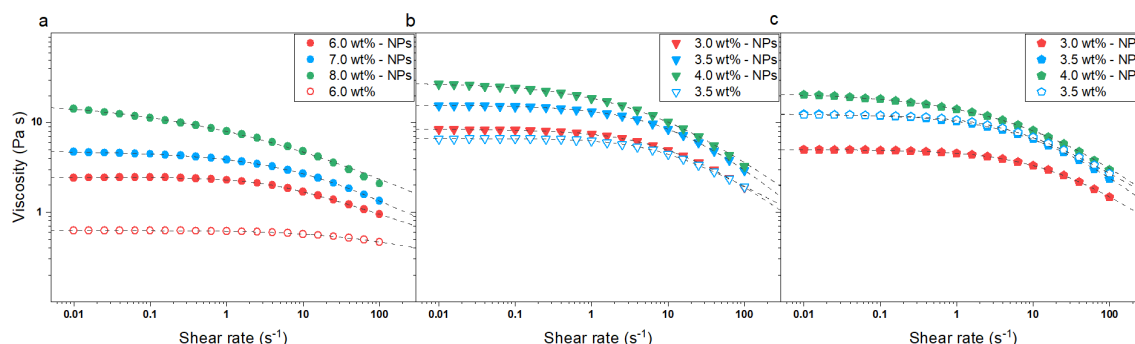 a
b
c
6.0 wt% - NPs
7.0 wt% - NPs
8.0 wt% - NPs
6.0 wt%
3.0 wt% - NPs
3.5 wt% - NPs
4.0 wt% - NPs
3.5 wt%
3.0 wt% - NPs
3.5 wt% - NPs
4.0 wt% - NPs
3.5 wt%
Viscosity (Pa s)
10
1
0.01 0.1 1 10 100
0.01 0.1 1 10 100
0.01 0.1 1 10 100
Shear rate (s⁻¹)
Shear rate (s⁻¹)
Shear rate (s⁻¹)